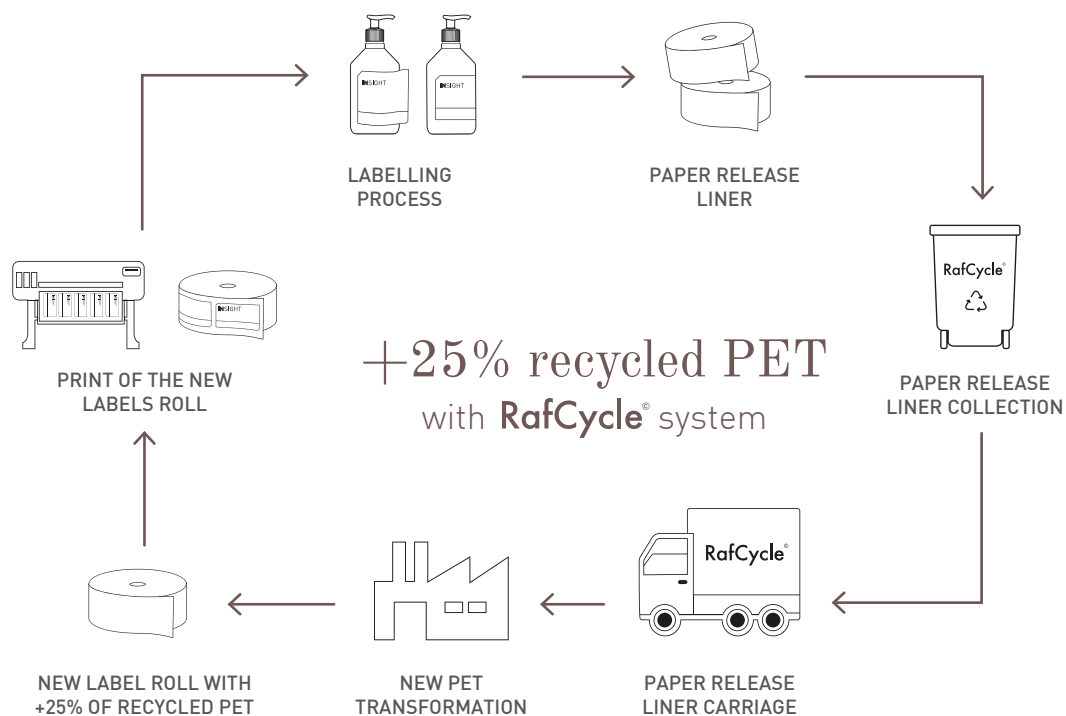 INSIGHT
INSIGHT
LABELLING
PROCESS
PAPER RELEASE
LINER
RafCycle©
PAPER RELEASE
LINER COLLECTION
INSIGHT
PRINT OF THE NEW
LABELS ROLL
+25% recycled PET
with RafCycle© system
RafCycle©
NEW LABEL ROLL WITH
+25% OF RECYCLED PET
NEW PET
TRANSFORMATION
PAPER RELEASE
LINER CARRIAGE